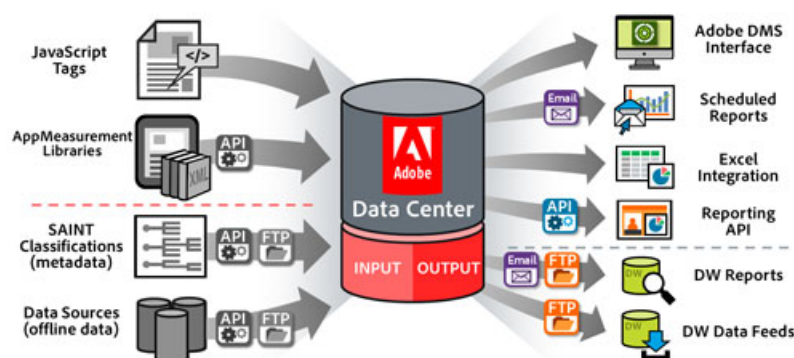 JavaScript
Tags
</>
AppMeasurement
Libraries
XML
API
SAINT
Classifications
(metadata)
API
FTP
Data Sources
(offline data)
API
FTP
Adobe
Data Center
INPUT
OUTPUT
Adobe DMS
Interface
Email
Scheduled
Reports
Excel
Integration
API
Reporting
API
Email
FTP
DW
DW Reports
FTP
DW
DW Data Feeds